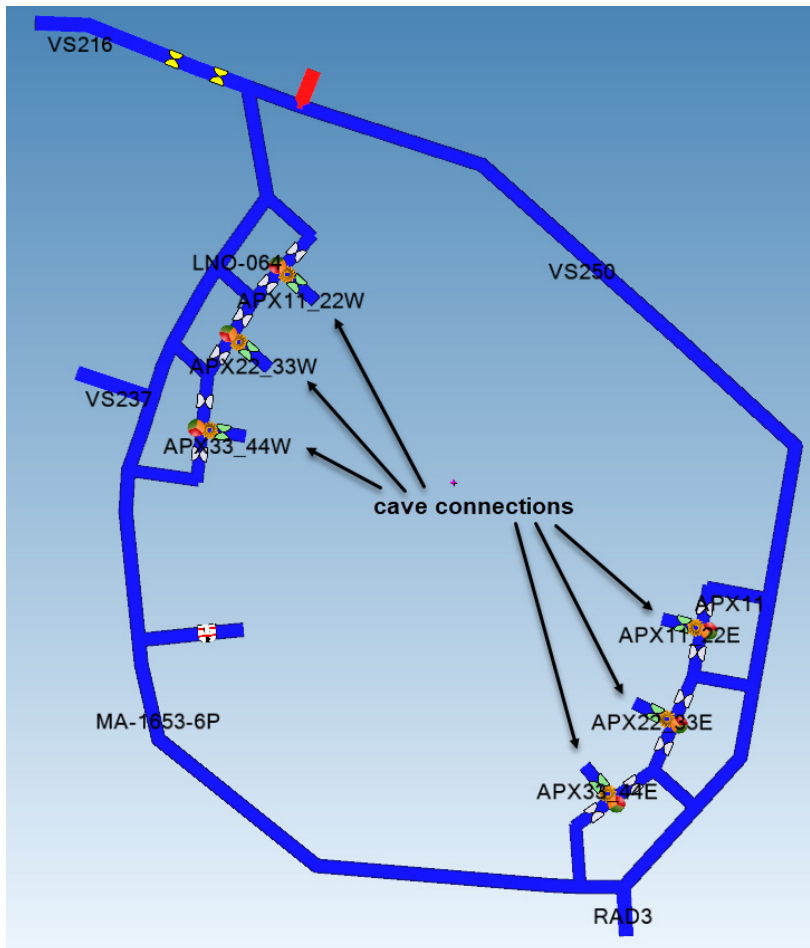 VS216
VS250
LNO-064
APX11_22W
APX22_33W
VS237
APX33_44W
cave connections
APX11
APX11_22E
APX22_33E
MA-1653-6P
APX33_44E
RAD3